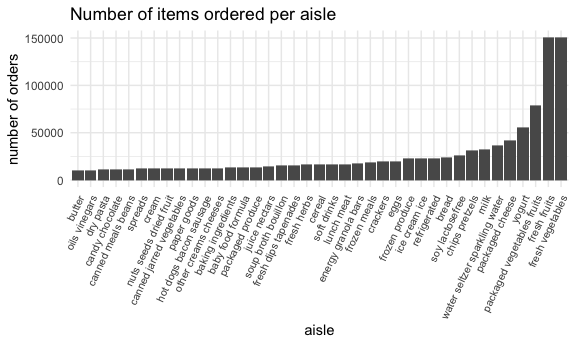 Number of items ordered per aisle
number of orders
150000
100000
50000
0
butter
oils vinegars
dry pasta
candy chocolate
canned meals beans
spreads
cream
nuts seeds dried fruit
canned jarred vegetables
paper goods
hot dogs bacon sausage
other creams cheeses
baking ingredients
baby food formula
packaged produce
juice nectars
soup broth bouillon
fresh dips tapenades
fresh herbs
cereal
soft drinks
lunch meat
energy granola bars
frozen meals
crackers
eggs
frozen produce
ice cream ice
refrigerated
bread
soy lactosefree
chips pretzels
milk
water seltzer sparkling water
packaged cheese
yogurt
packaged vegetables fruits
fresh fruits
fresh vegetables
aisle